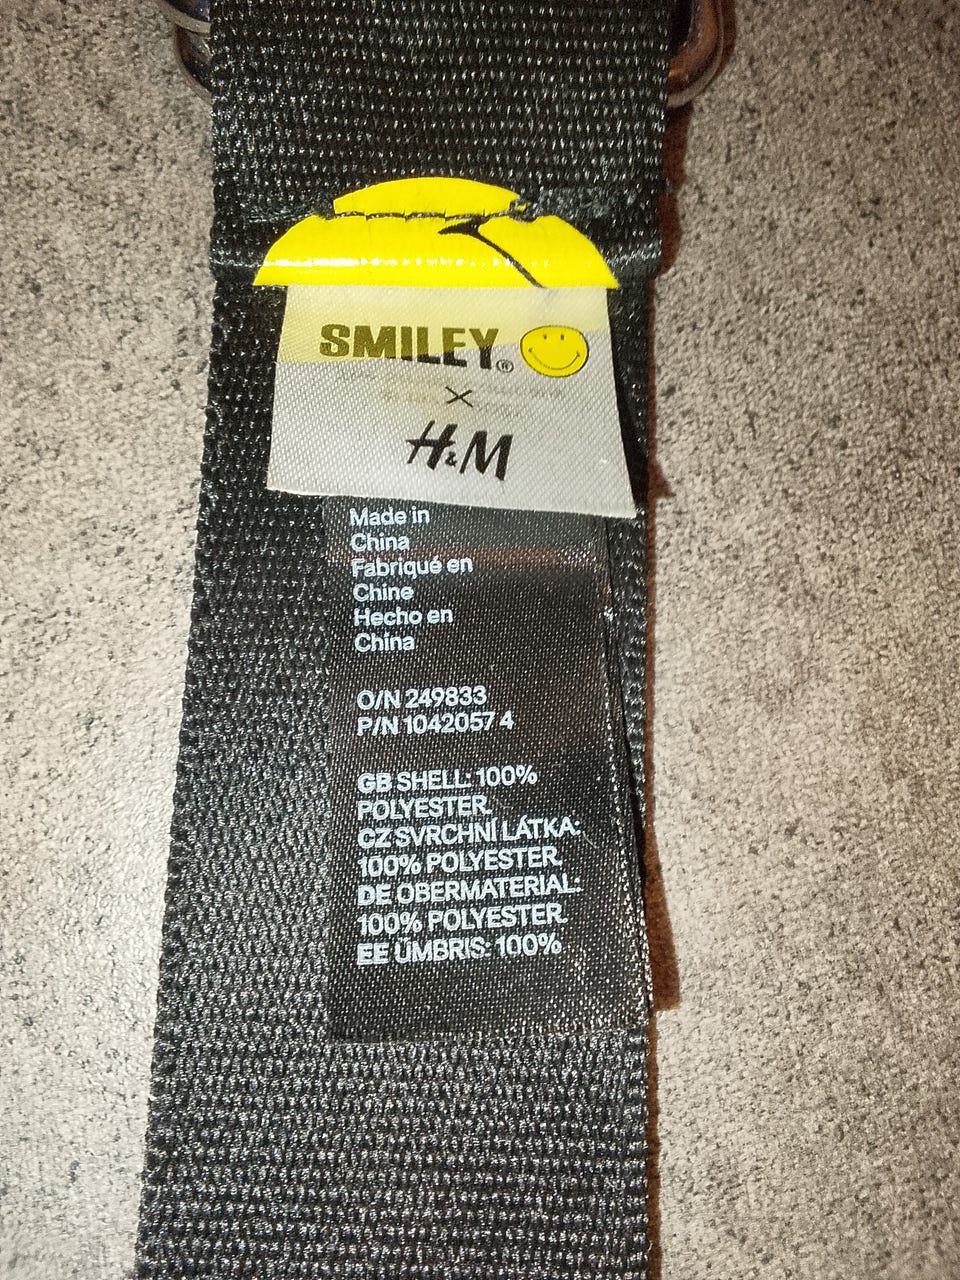 SMILEY®
×
H&M
Made in
China
Fabriqué en
Chine
Hecho en
China
O/N 249833
P/N 1042057 4
GB SHELL: 100%
POLYESTER.
CZ SVRCHNÍ LÁTKA:
100% POLYESTER.
DE OBERMATERIAL:
100% POLYESTER.
EE ÜMBRIS: 100%